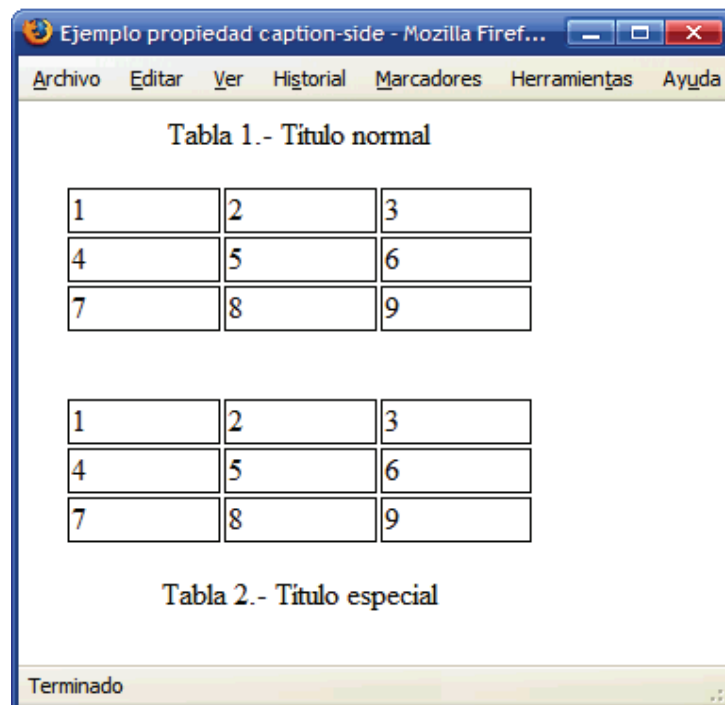 Ejemplo propiedad caption-side - Mozilla Firef...
Archivo Editar Ver Historial Marcadores Herramientas Ayuda
Tabla 1.- Título normal
1 2 3
4 5 6
7 8 9
1 2 3
4 5 6
7 8 9
Tabla 2.- Título especial
Terminado